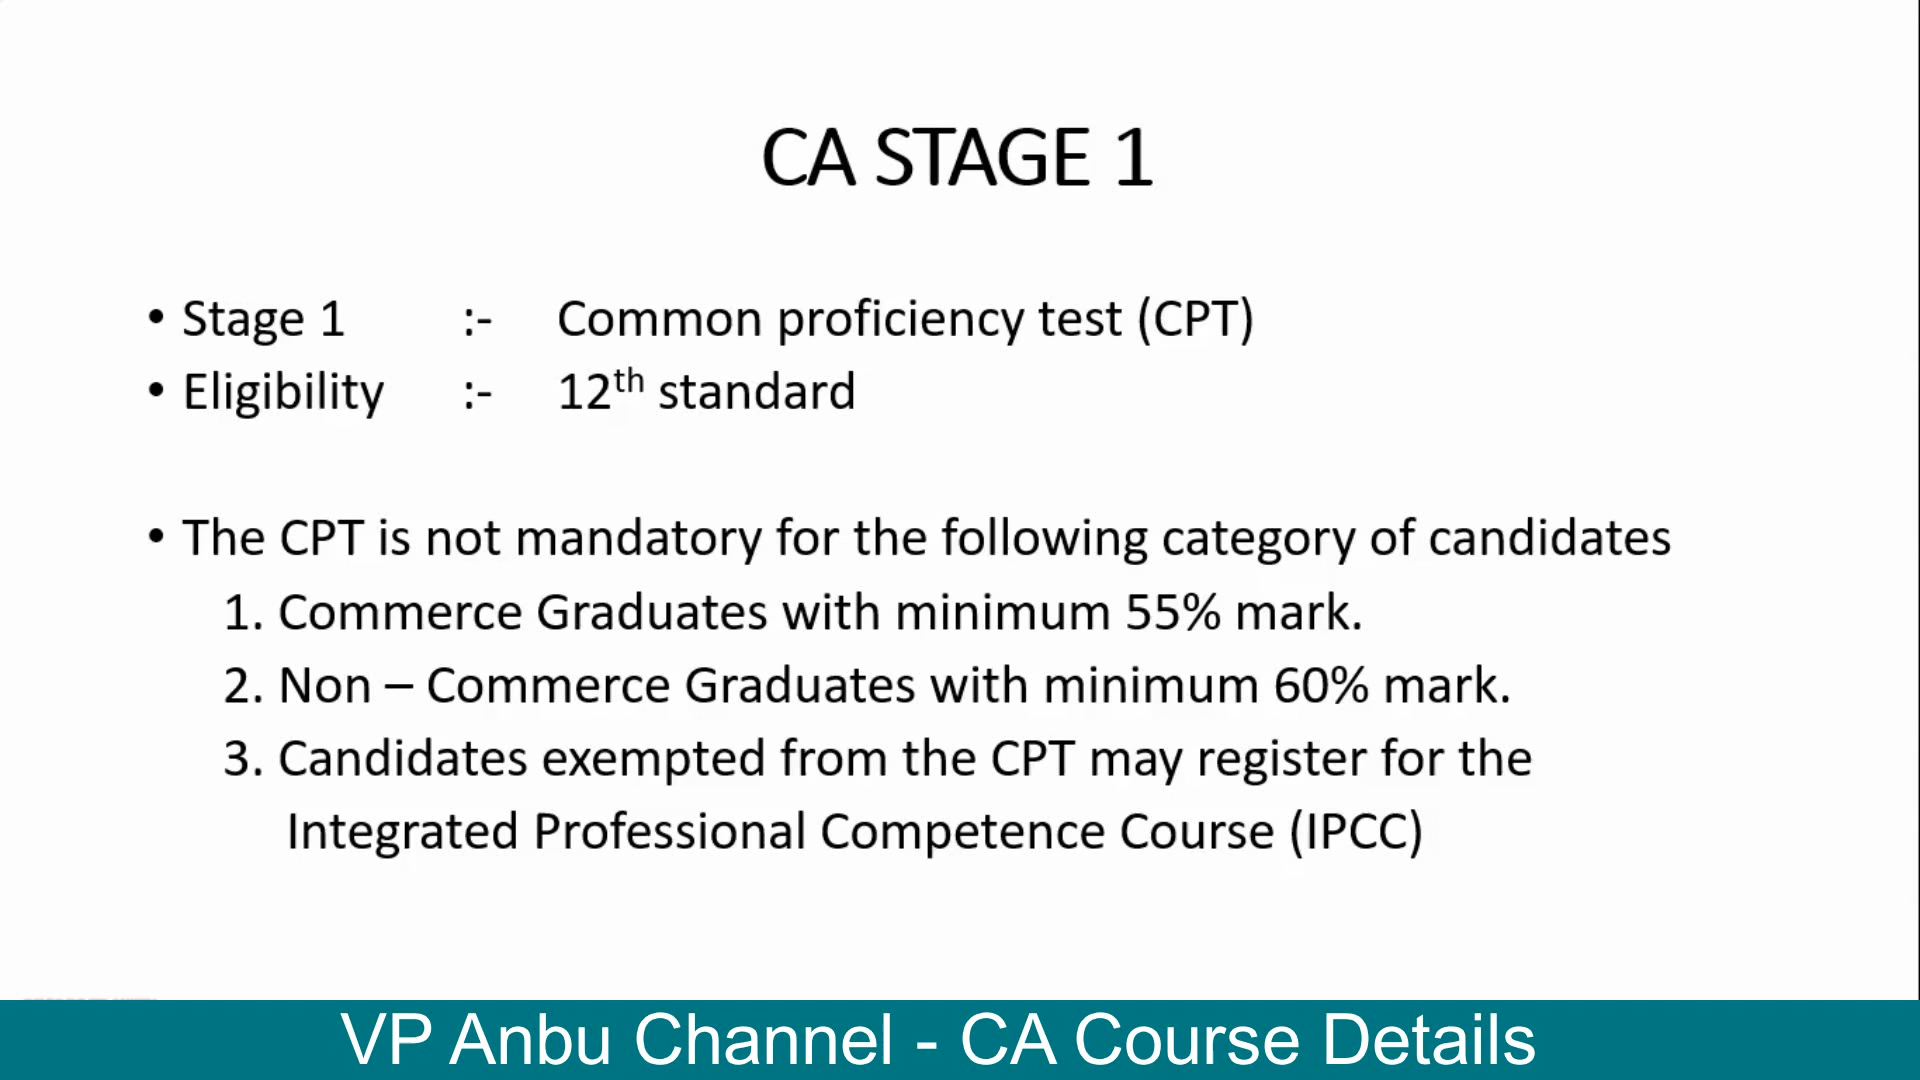 CA STAGE 1
• Stage 1 :- Common proficiency test (CPT)
• Eligibility :- 12th standard
• The CPT is not mandatory for the following category of candidates
1. Commerce Graduates with minimum 55% mark.
2. Non – Commerce Graduates with minimum 60% mark.
3. Candidates exempted from the CPT may register for the
Integrated Professional Competence Course (IPCC)
VP Anbu Channel - CA Course Details